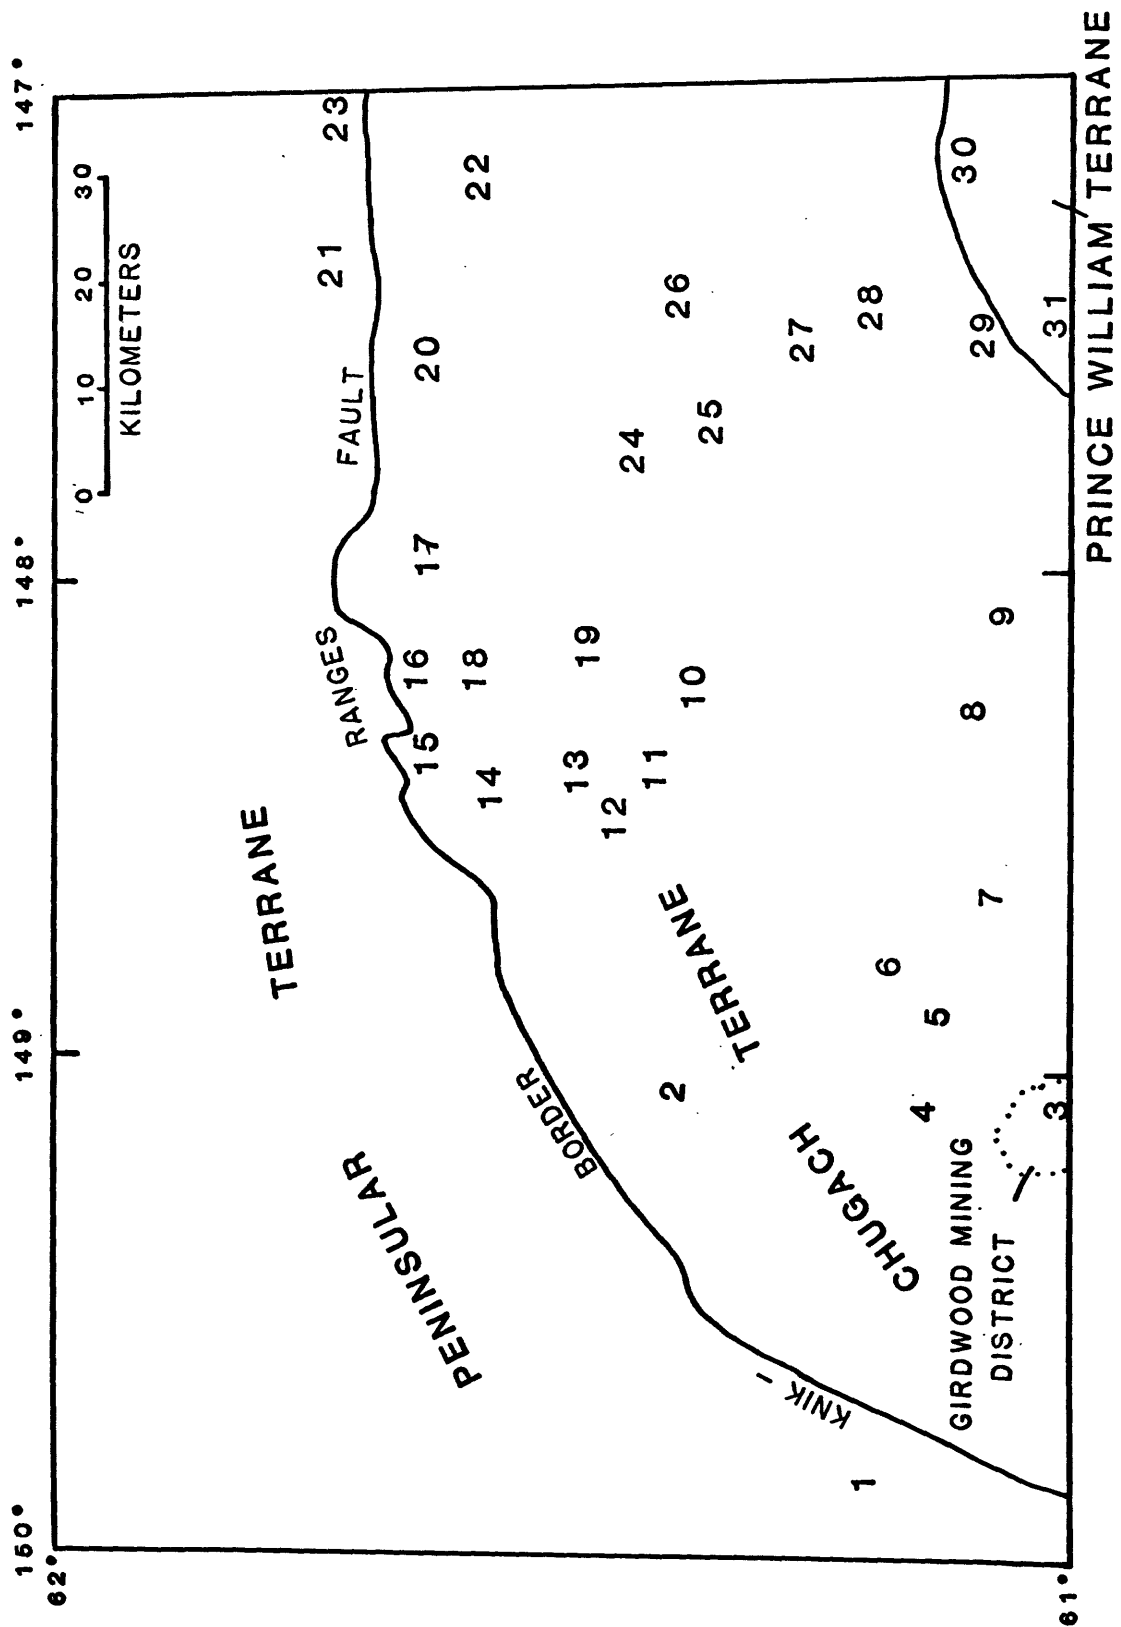 150°
149°
148°
147°
62°
61°
0 10 20 30
KILOMETERS
PENINSULAR
TERRANE
KNIK –
BORDER
RANGES
FAULT
CHUGACH
TERRANE
GIRDWOOD MINING
DISTRICT
PRINCE WILLIAM TERRANE
1
2
3
4
5
6
7
8
9
10
11
12
13
14
15
16
17
18
19
20
21
22
23
24
25
26
27
28
29
30
31